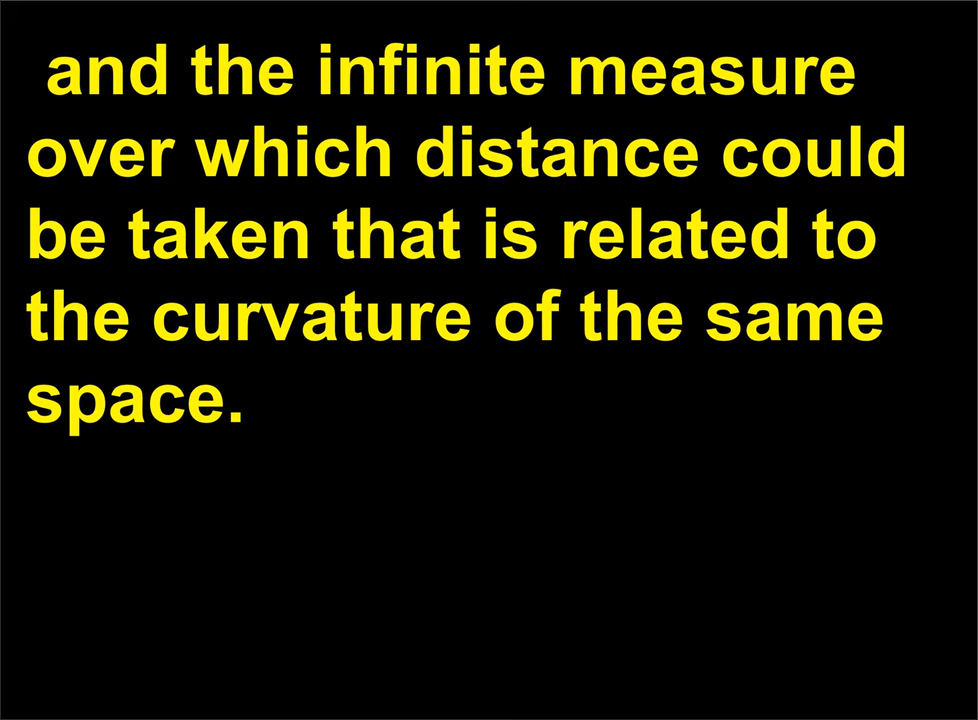 and the infinite measure
over which distance could
be taken that is related to
the curvature of the same
space.